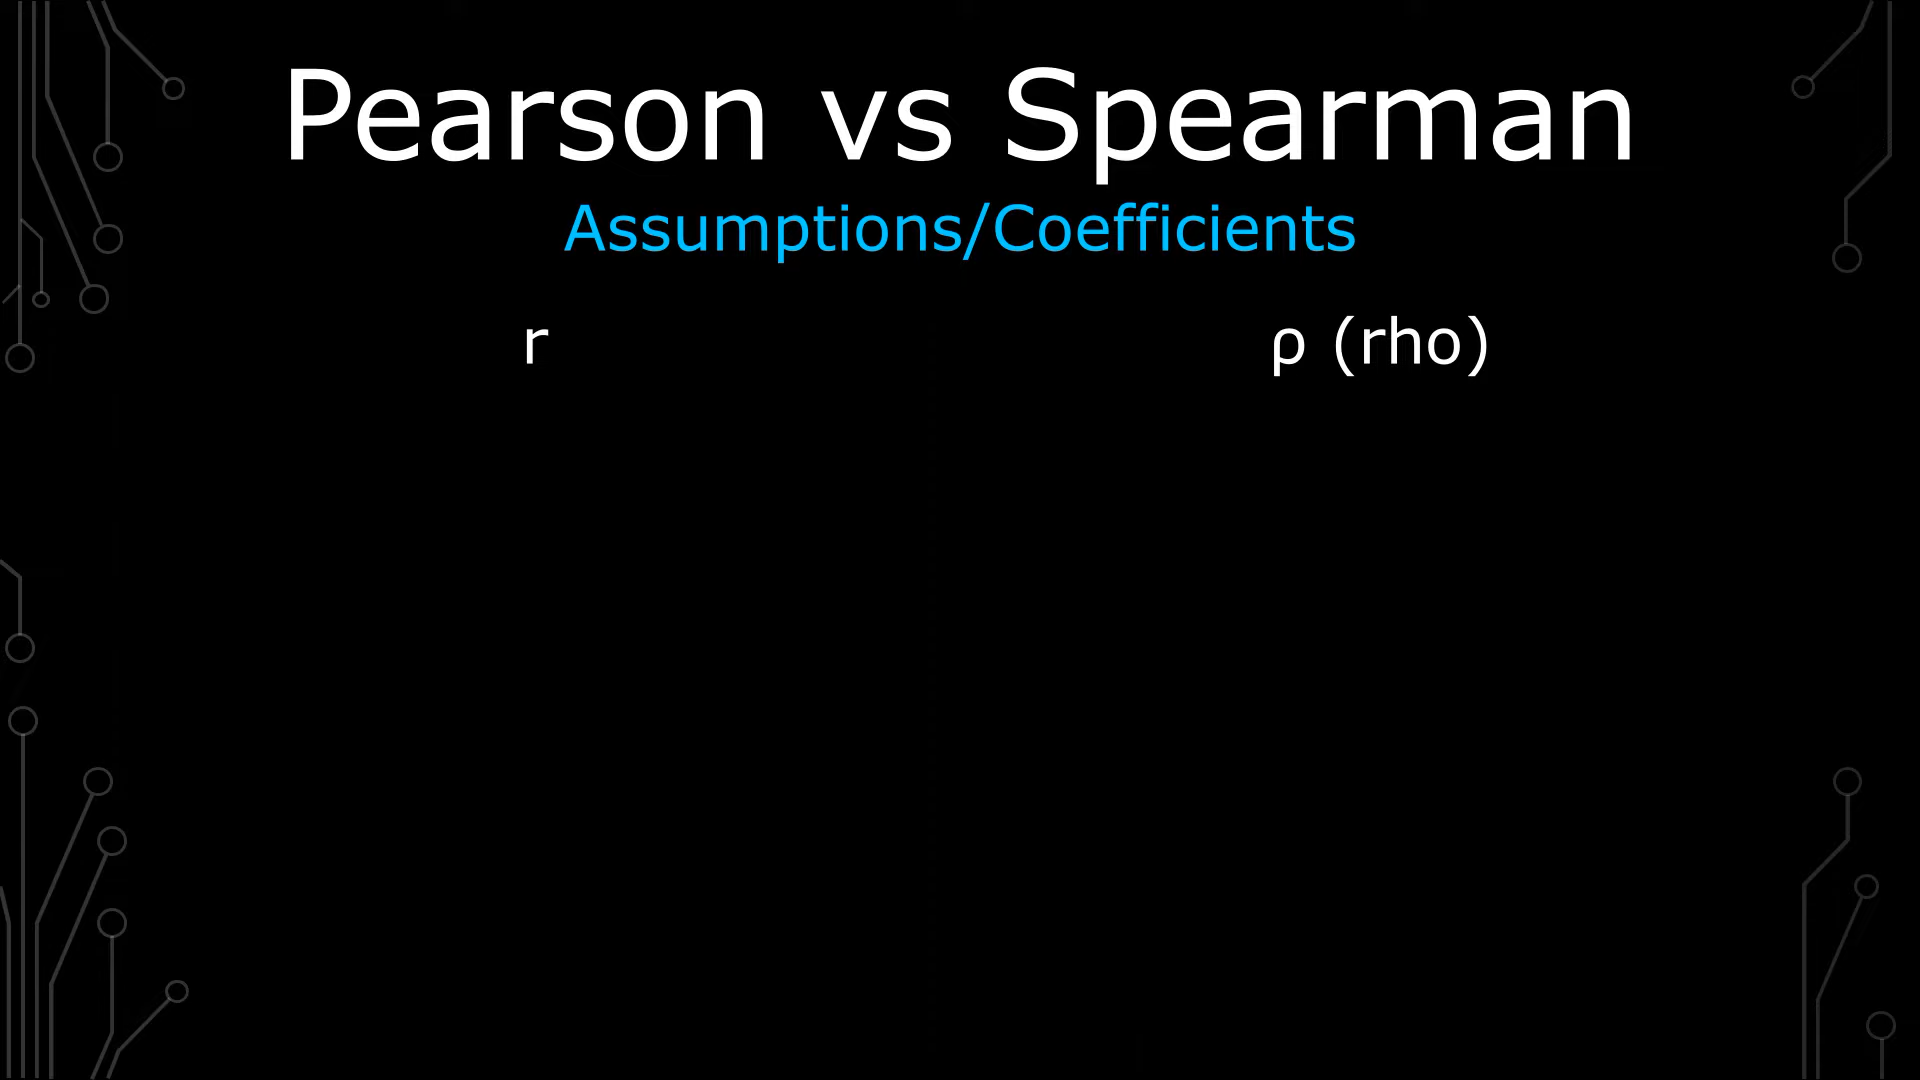 Pearson vs Spearman
Assumptions/Coefficients
r
ρ (rho)